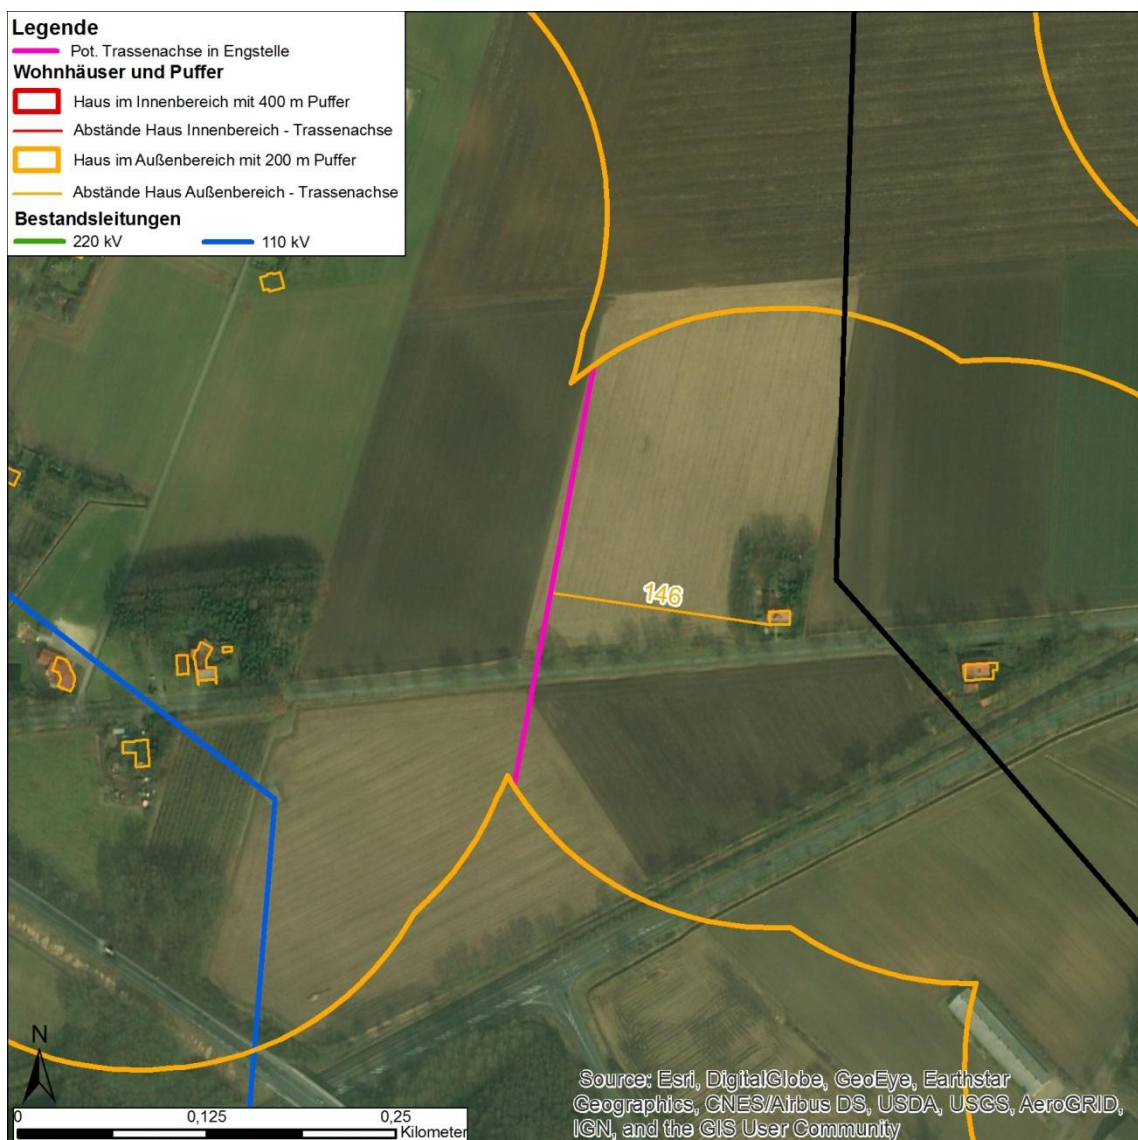 Legende
Pot. Trassenachse in Engstelle
Wohnhäuser und Puffer
Haus im Innenbereich mit 400 m Puffer
Abstände Haus Innenbereich - Trassenachse
Haus im Außenbereich mit 200 m Puffer
Abstände Haus Außenbereich - Trassenachse
Bestandsleitungen
220 kV 110 kV
146
N
0 0,125 0,25
Kilometer
Source: Esri, DigitalGlobe, GeoEye, Earthstar
Geographics, CNES/Airbus DS, USDA, USGS, AeroGRID,
IGN, and the GIS User Community